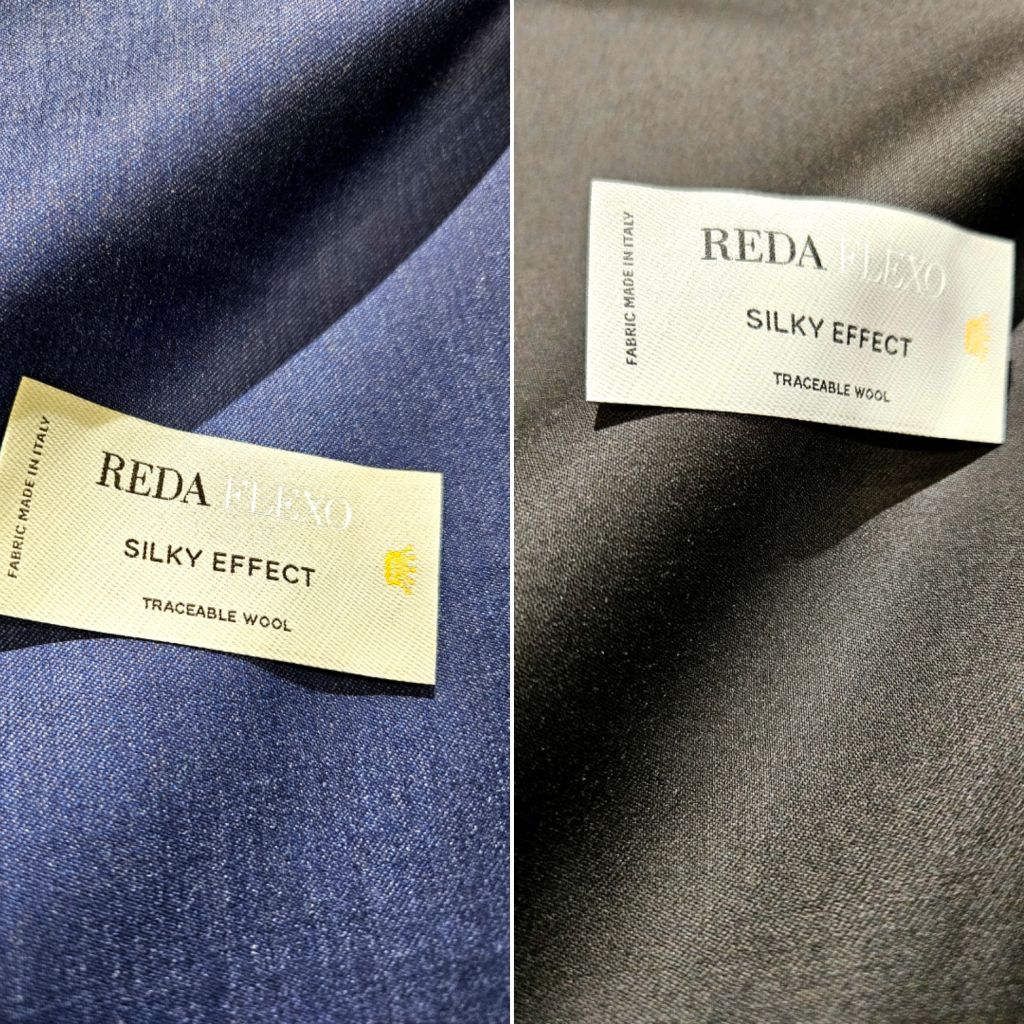 FABRIC MADE IN ITALY
REDA FLEXO
SILKY EFFECT
TRACEABLE WOOL
FABRIC MADE IN ITALY
REDA FLEXO
SILKY EFFECT
TRACEABLE WOOL